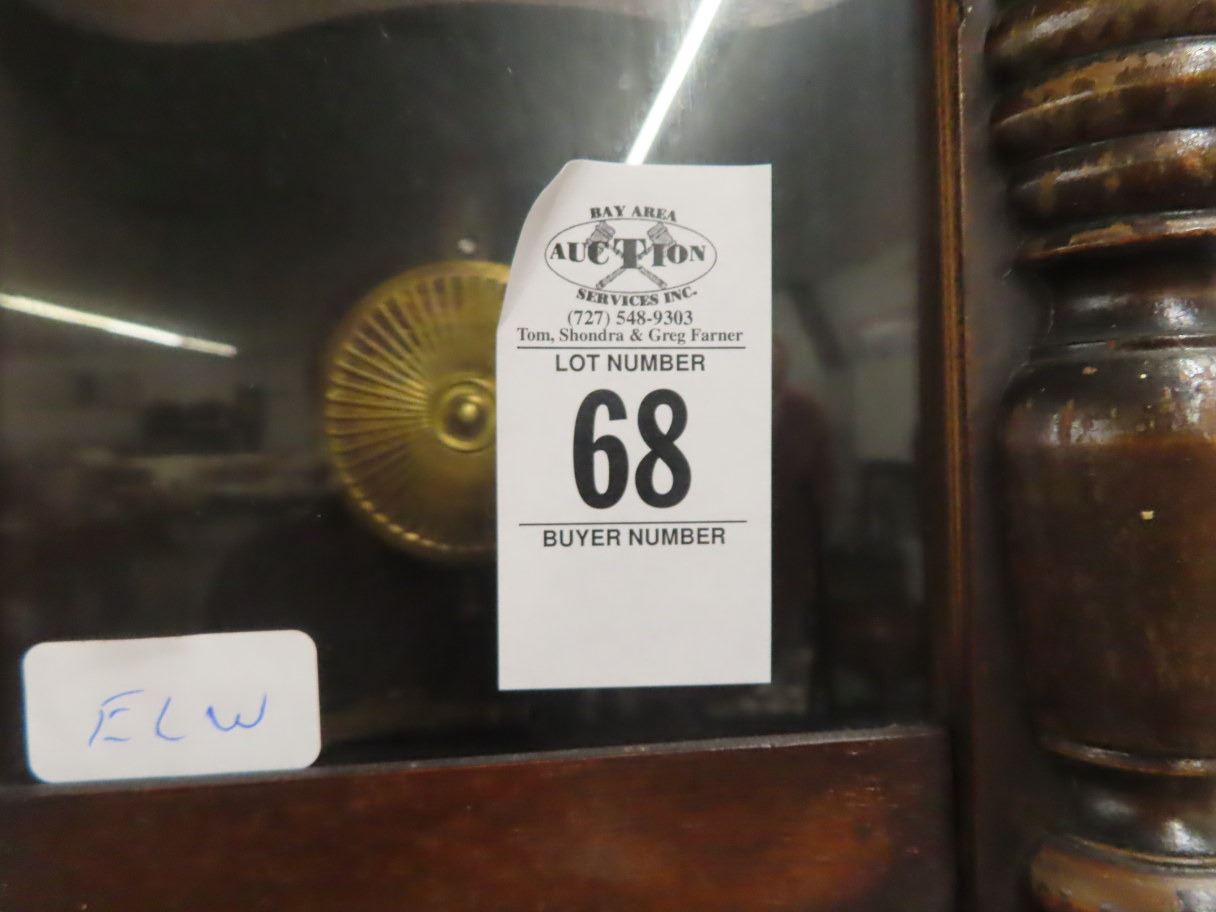 BAY AREA
AUCTION
SERVICES INC.
(727) 548-9303
Tom, Shondra & Greg Farner
LOT NUMBER
68
BUYER NUMBER
ELW